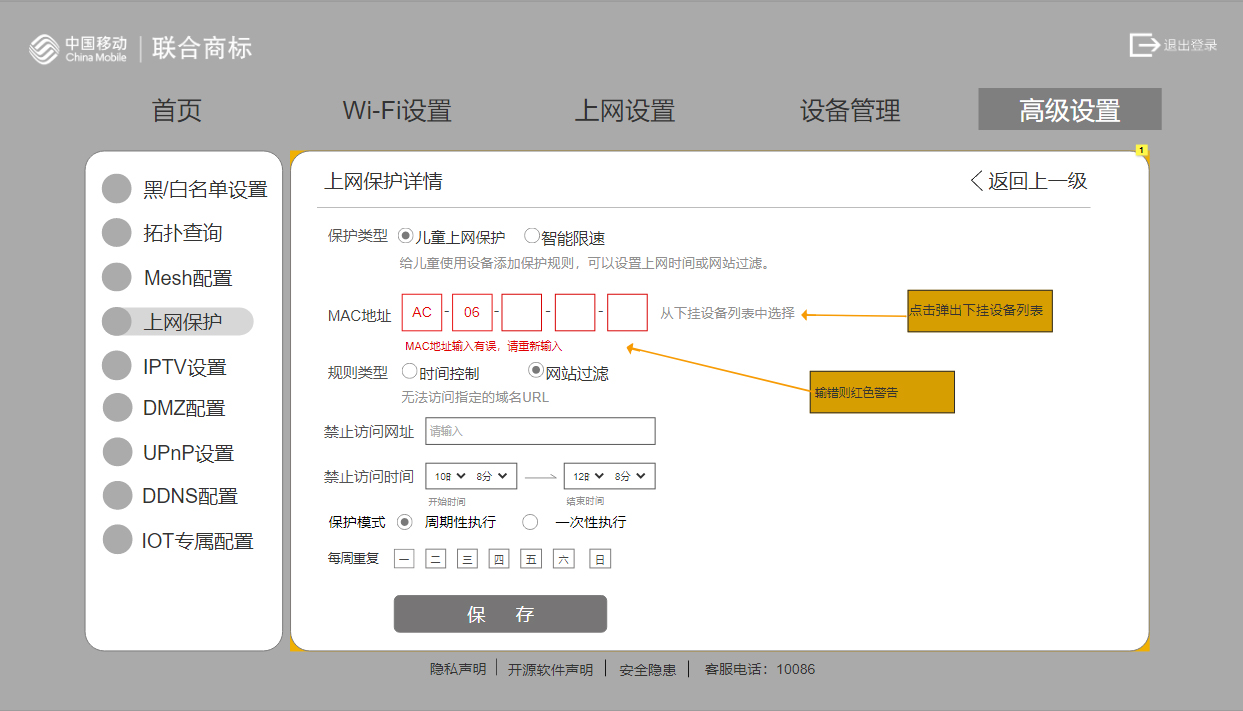 中国移动
China Mobile
联合商标
退出登录
首页
Wi-Fi设置
上网设置
设备管理
高级设置
黑/白名单设置
拓扑查询
Mesh配置
上网保护
IPTV设置
DMZ配置
UPnP设置
DDNS配置
IOT专属配置
1
上网保护详情
返回上一级
保护类型 儿童上网保护 智能限速
给儿童使用设备添加保护规则，可以设置上网时间或网站过滤。
MAC地址 AC - 06 - - - 从下挂设备列表中选择
点击弹出下挂设备列表
MAC地址输入有误，请重新输入
规则类型 时间控制 网站过滤
输错则红色警告
无法访问指定的域名URL
禁止访问网址 请输入
禁止访问时间 10时 8分 12时 8分
开始时间 结束时间
保护模式 周期性执行 一次性执行
每周重复 一 二 三 四 五 六 日
保 存
隐私声明 开源软件声明 安全隐患 客服电话：10086